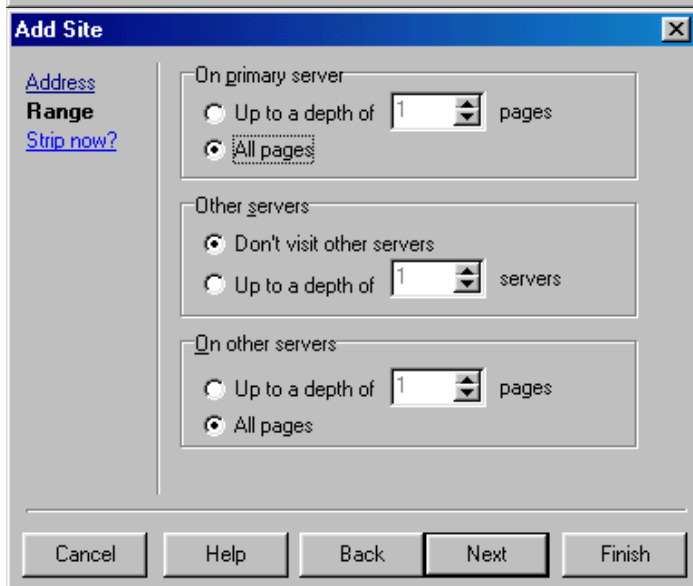 Add Site
Address
Range
Strip now?
On primary server
Up to a depth of 1 pages
All pages
Other servers
Don't visit other servers
Up to a depth of 1 servers
On other servers
Up to a depth of 1 pages
All pages
Cancel Help Back Next Finish